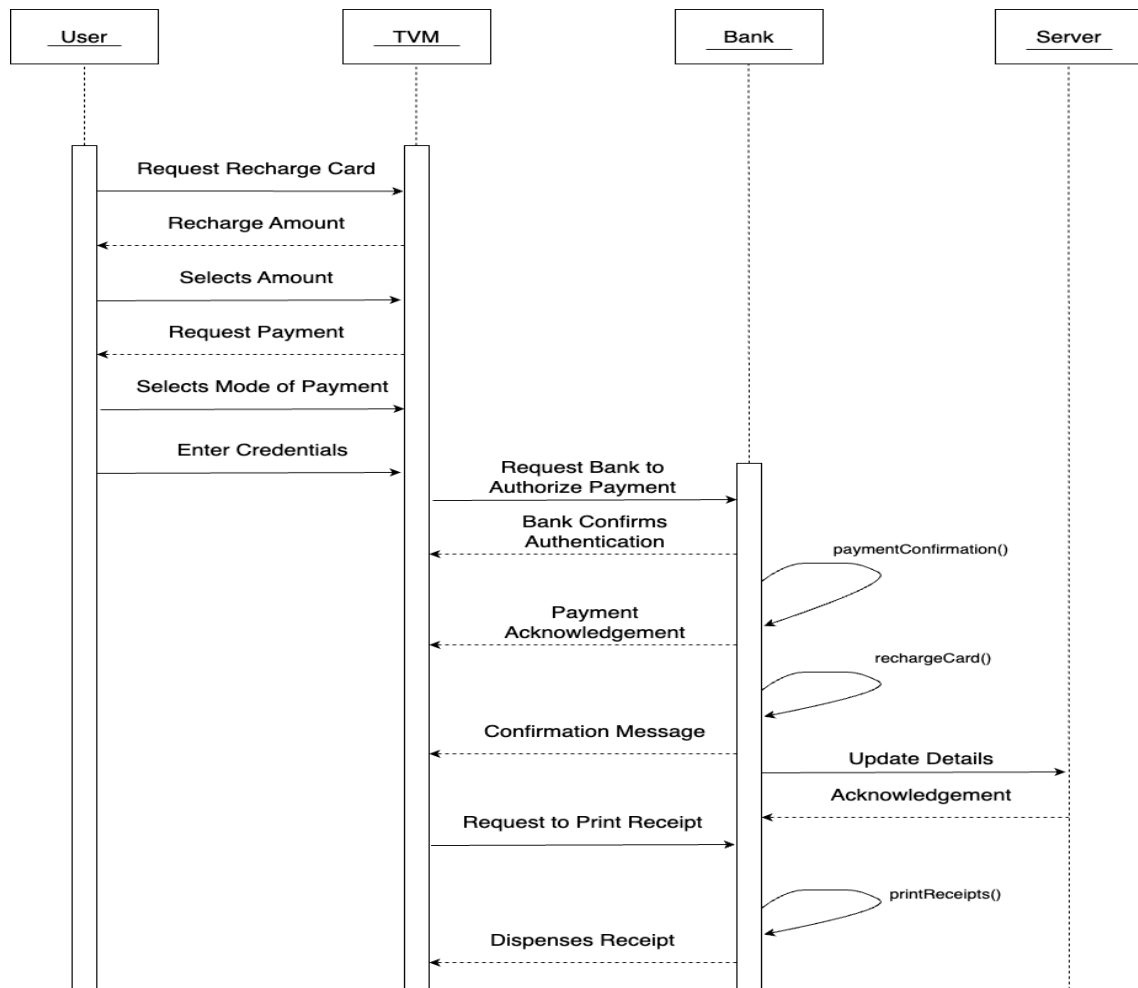 User
TVM
Bank
Server
Request Recharge Card
Recharge Amount
Selects Amount
Request Payment
Selects Mode of Payment
Enter Credentials
Request Bank to
Authorize Payment
Bank Confirms
Authentication
paymentConfirmation()
Payment
Acknowledgement
rechargeCard()
Confirmation Message
Update Details
Acknowledgement
Request to Print Receipt
printReceipts()
Dispenses Receipt